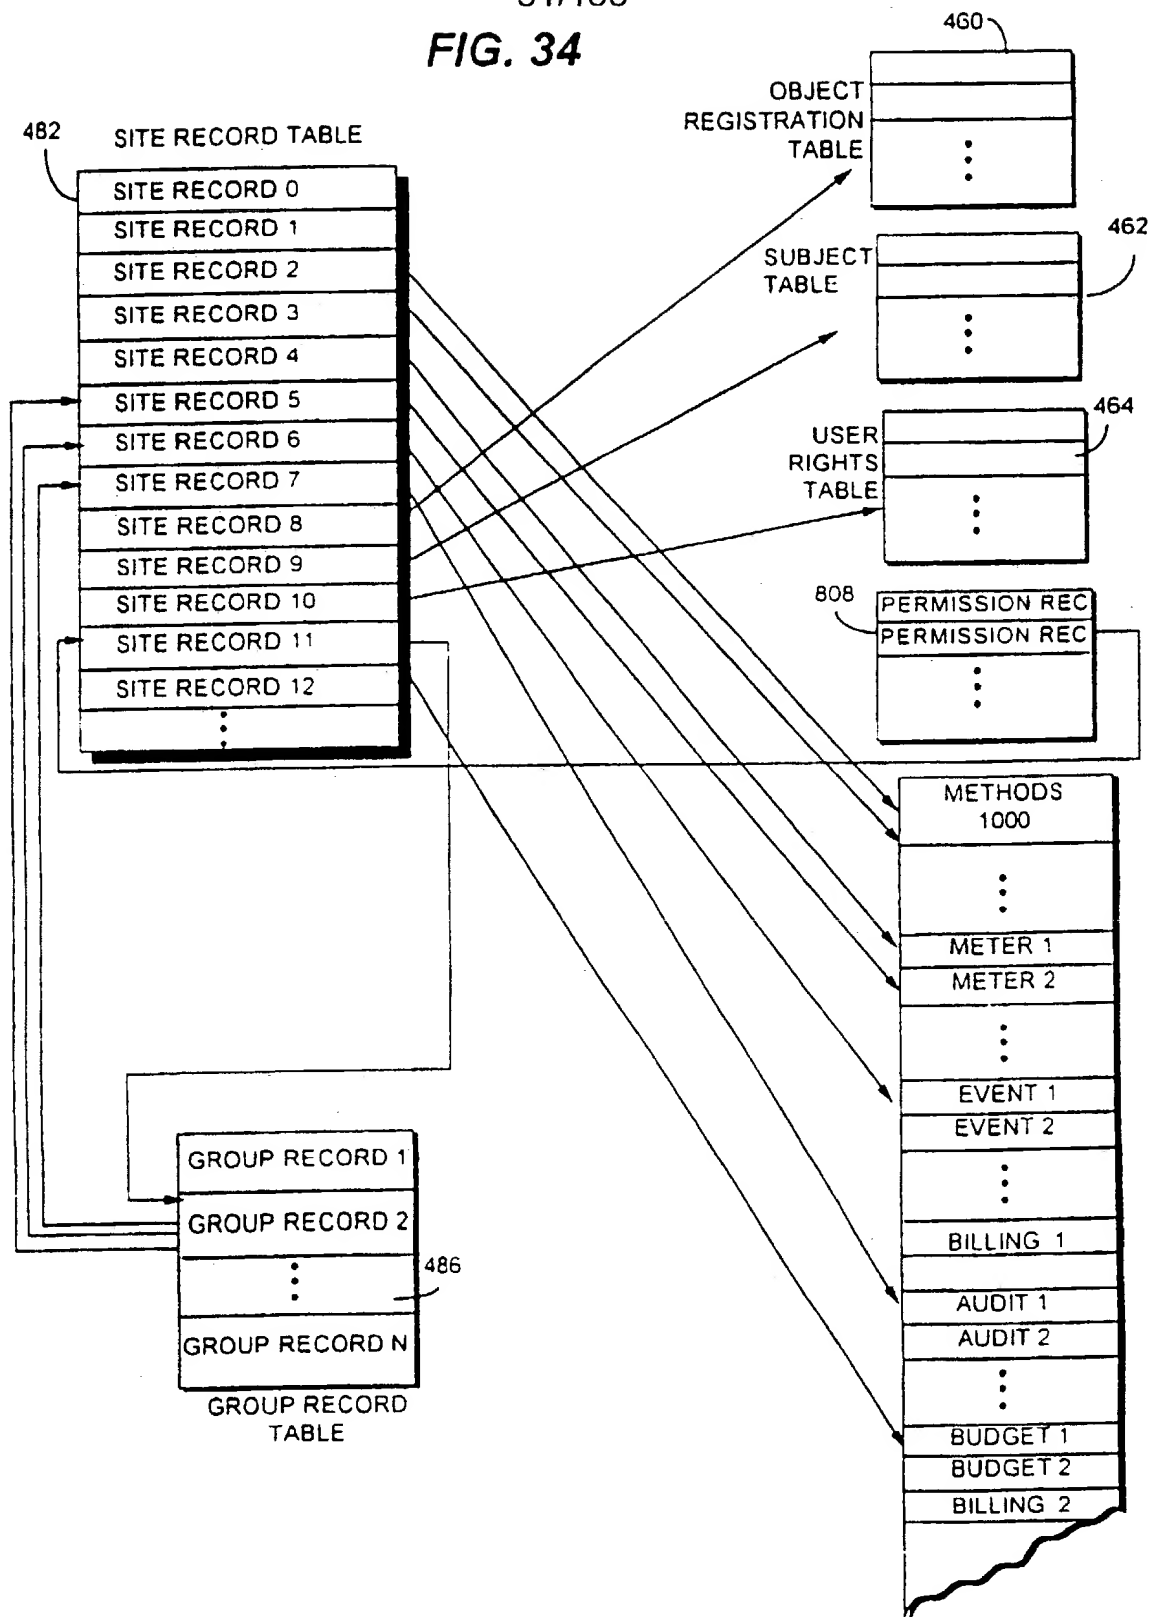 FIG. 34
460
OBJECT
REGISTRATION
TABLE
482
SITE RECORD TABLE
SITE RECORD 0
SITE RECORD 1
SITE RECORD 2
SITE RECORD 3
SITE RECORD 4
SITE RECORD 5
SITE RECORD 6
SITE RECORD 7
SITE RECORD 8
SITE RECORD 9
SITE RECORD 10
SITE RECORD 11
SITE RECORD 12
462
SUBJECT
TABLE
464
USER
RIGHTS
TABLE
808
PERMISSION REC
PERMISSION REC
METHODS
1000
METER 1
METER 2
EVENT 1
EVENT 2
BILLING 1
AUDIT 1
AUDIT 2
BUDGET 1
BUDGET 2
BILLING 2
GROUP RECORD 1
GROUP RECORD 2
486
GROUP RECORD N
GROUP RECORD
TABLE